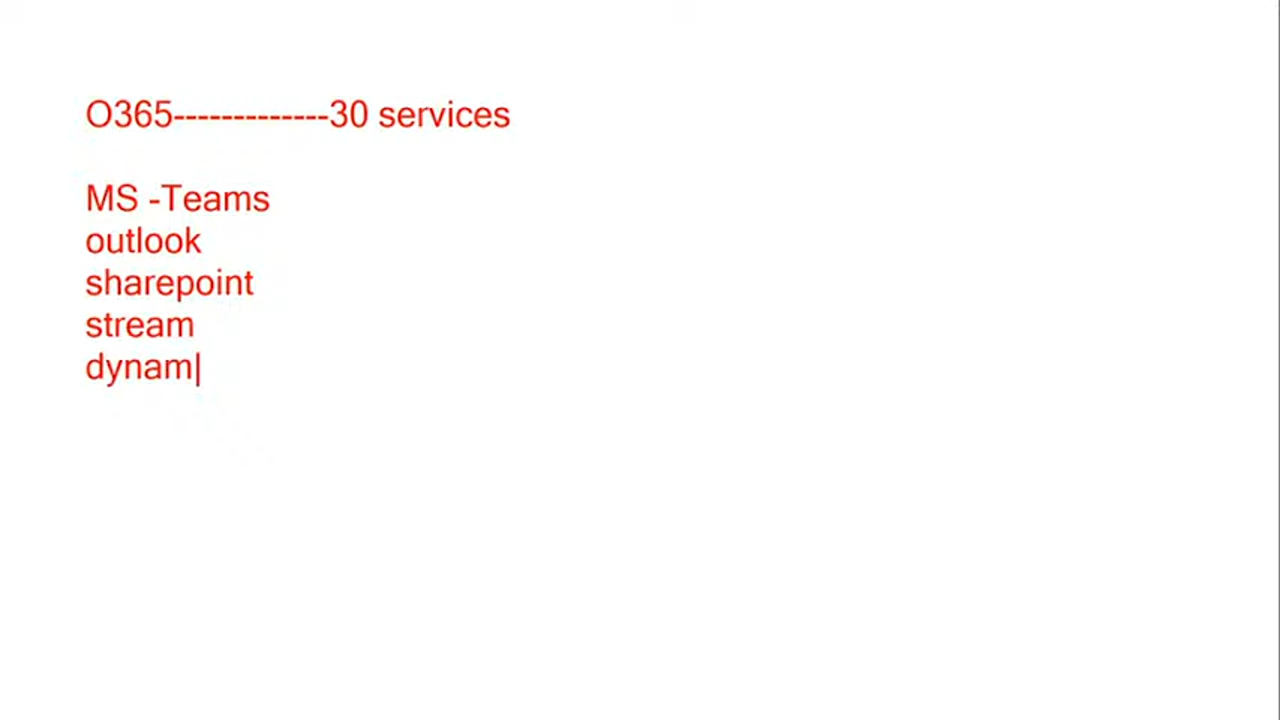 O365-------------30 services
MS -Teams
outlook
sharepoint
stream
dynam